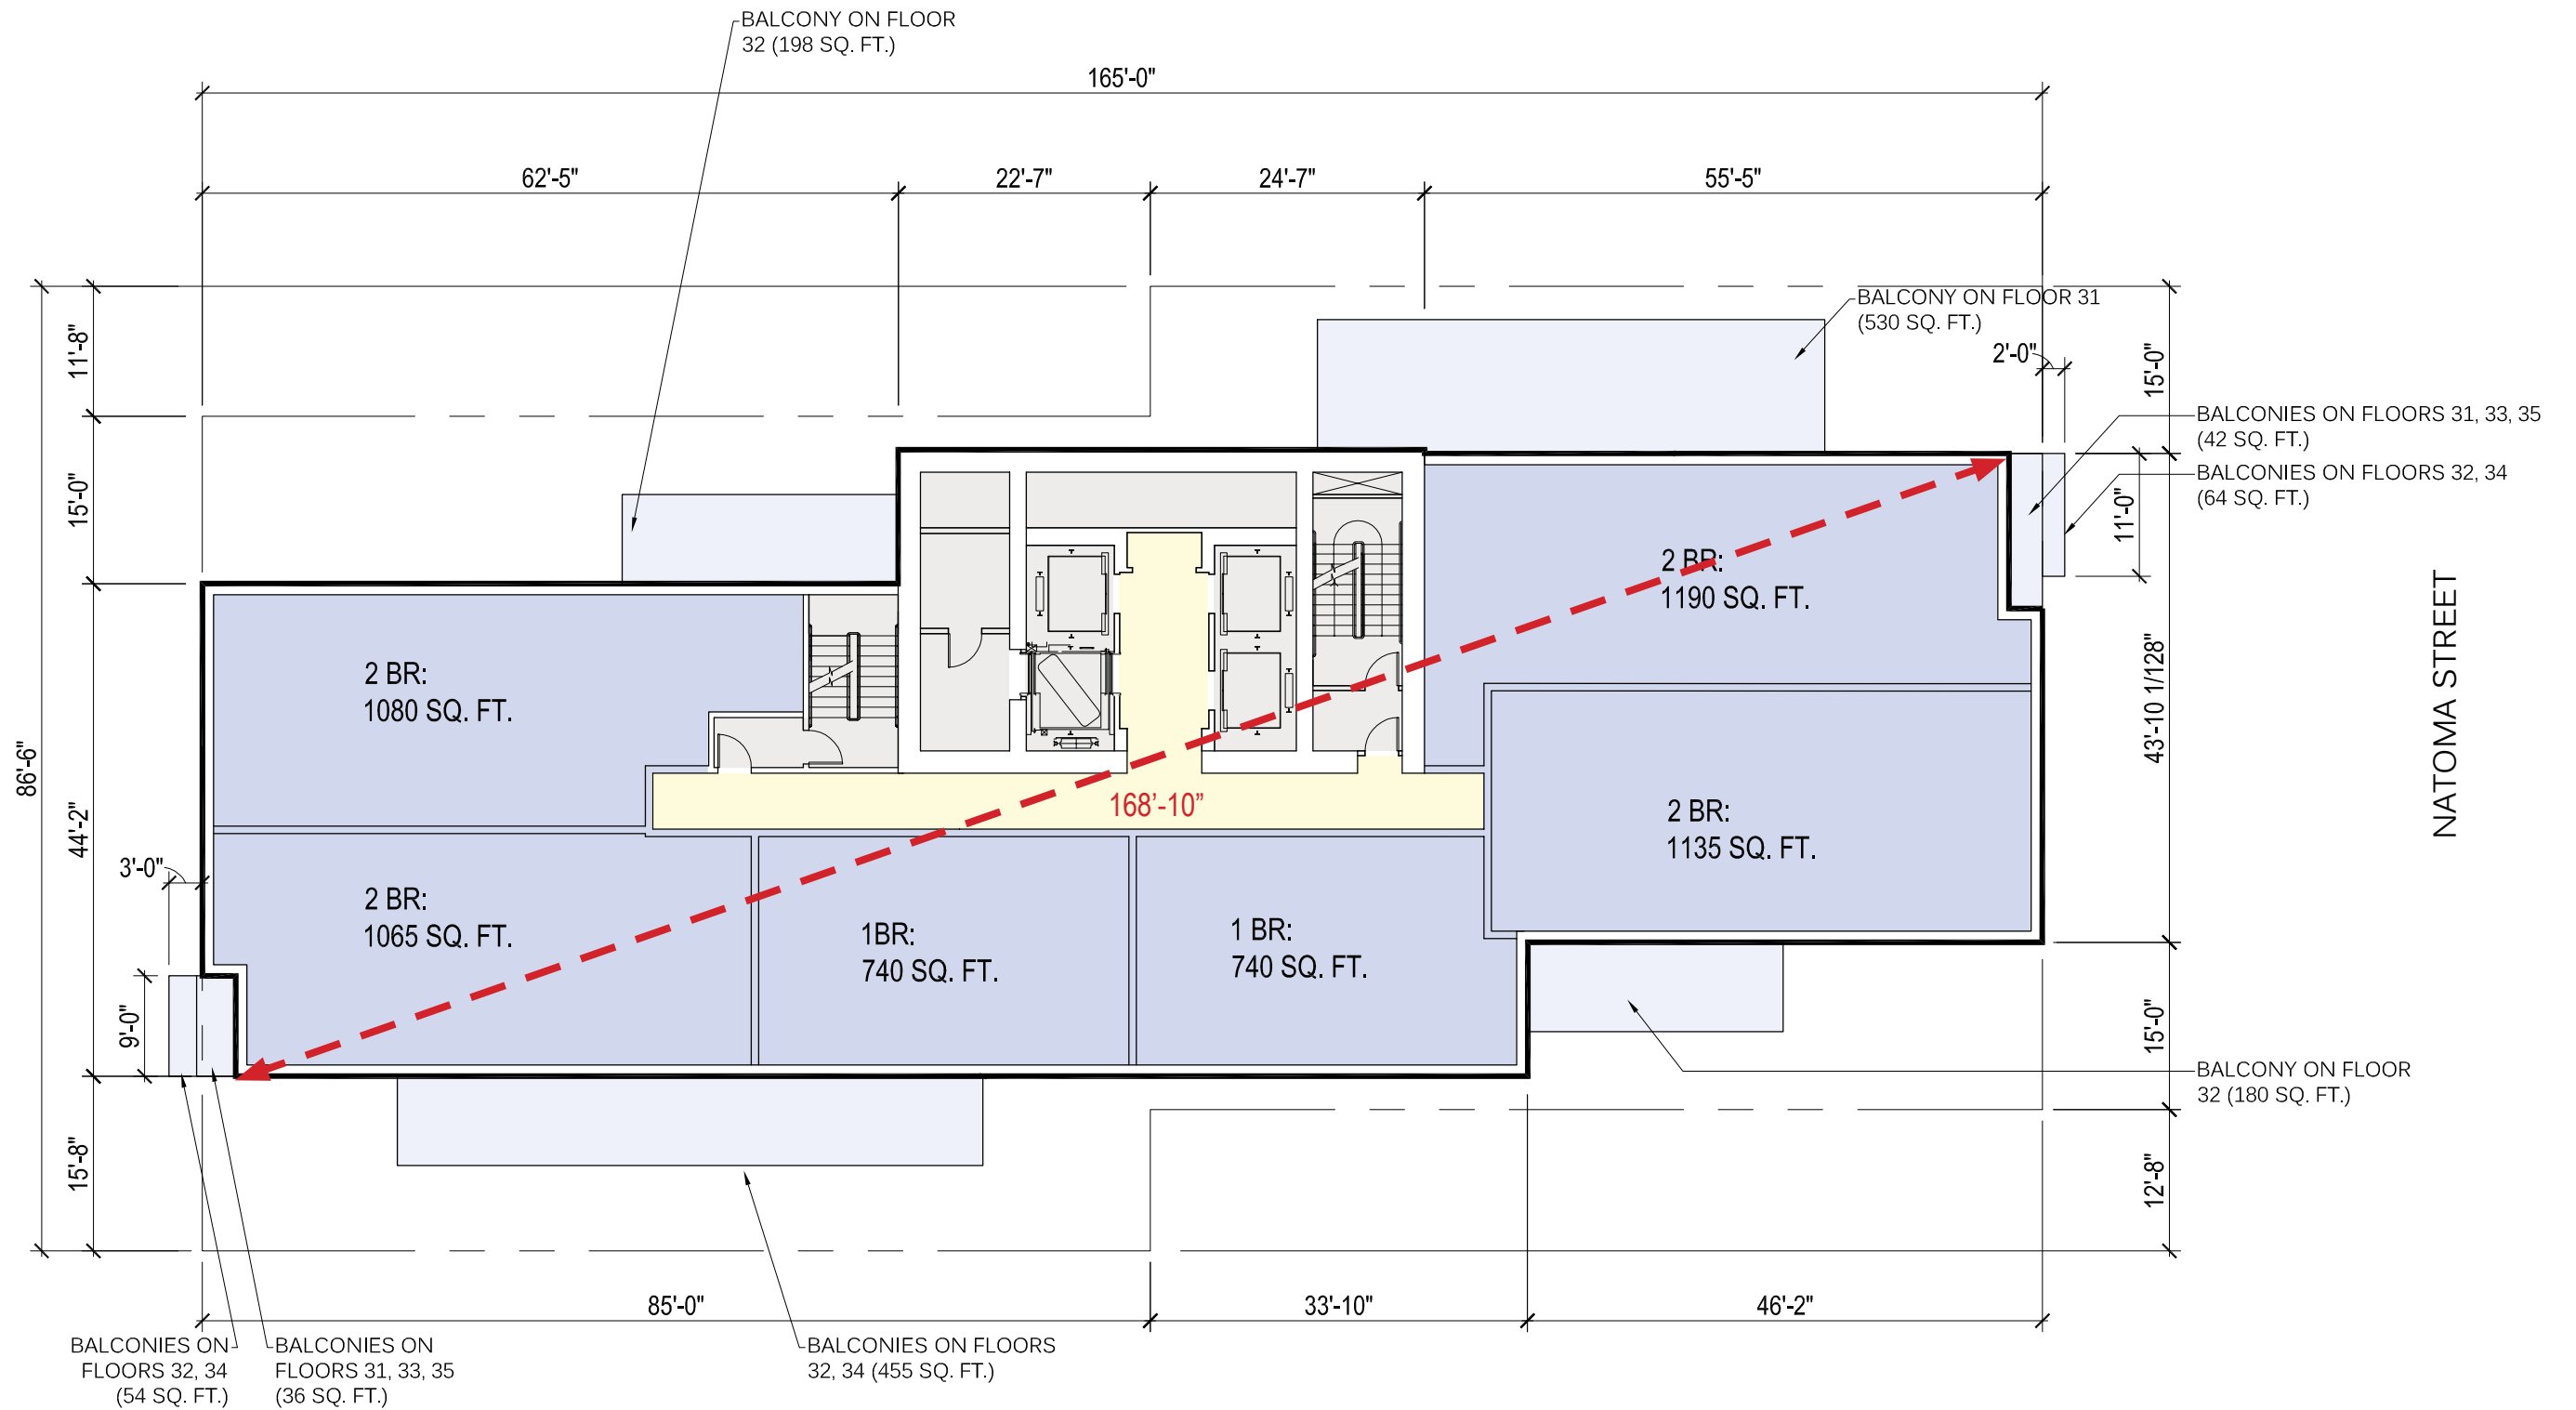 BALCONY ON FLOOR
32 (198 SQ. FT.)
165'-0"
62'-5"
22'-7"
24'-7"
55'-5"
BALCONY ON FLOOR 31
(530 SQ. FT.)
2'-0"
15'-0"
11'-8"
BALCONIES ON FLOORS 31, 33, 35
(42 SQ. FT.)
BALCONIES ON FLOORS 32, 34
(64 SQ. FT.)
11'-0"
15'-0"
2 BR:
1190 SQ. FT.
2 BR:
1080 SQ. FT.
NATOMA STREET
43'-10 1/128"
86'-6"
44'-2"
168’-10”
2 BR:
1135 SQ. FT.
3'-0"
2 BR:
1065 SQ. FT.
1BR:
740 SQ. FT.
1 BR:
740 SQ. FT.
9'-0"
15'-0"
BALCONY ON FLOOR
32 (180 SQ. FT.)
15'-8"
12'-8"
85'-0"
33'-10"
46'-2"
BALCONIES ON
FLOORS 32, 34
(54 SQ. FT.)
BALCONIES ON
FLOORS 31, 33, 35
(36 SQ. FT.)
BALCONIES ON FLOORS
32, 34 (455 SQ. FT.)